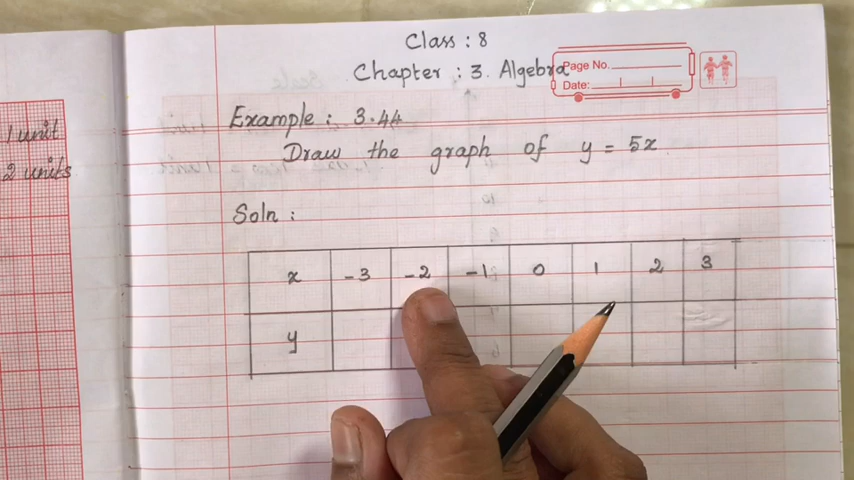 Class : 8
Chapter : 3. Algebra
Page No.
Date:
1 unit
2 units
Example : 3.44
Draw the graph of y = 5x
Soln :
x -3 -2 -1 0 1 2 3
y